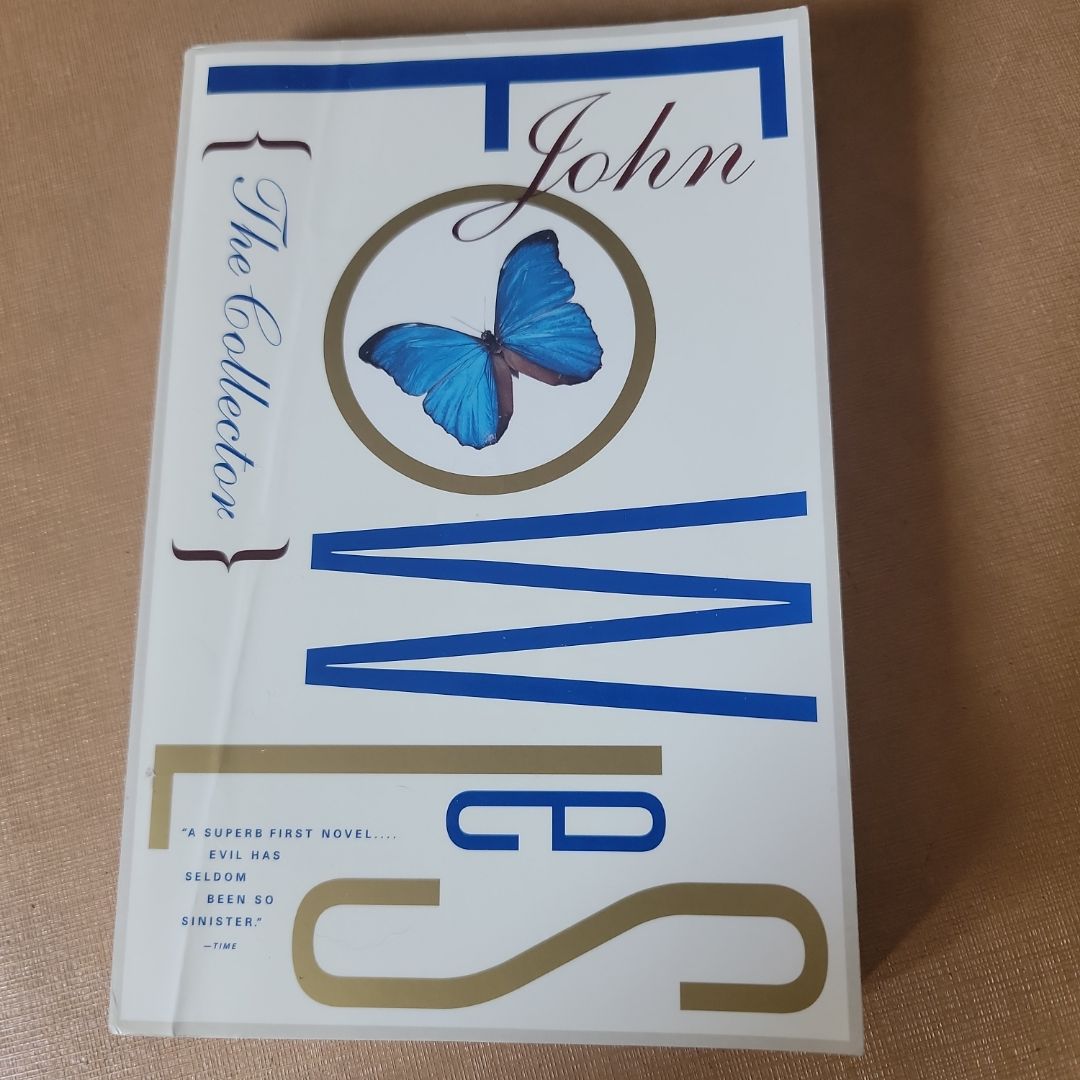 John
FOWleS
{ The Collector }
"A SUPERB FIRST NOVEL....
EVIL HAS
SELDOM
BEEN SO
SINISTER."
—TIME